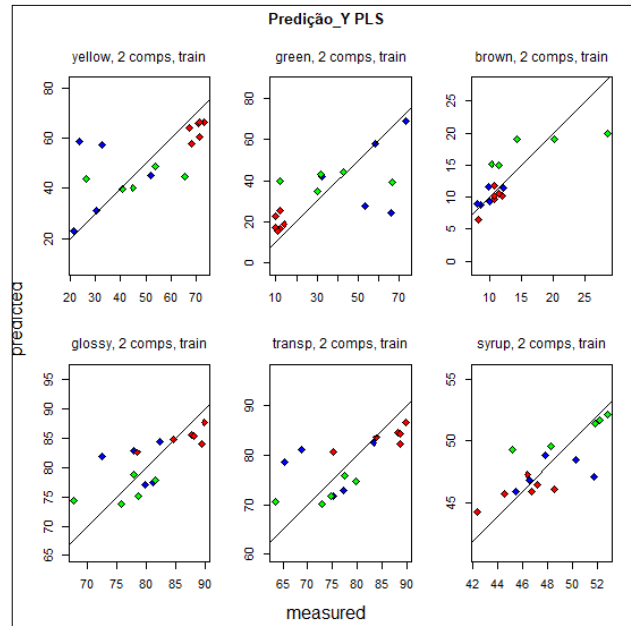 Predição_Y PLS
yellow, 2 comps, train
green, 2 comps, train
brown, 2 comps, train
80
60
40
20
20 30 40 50 60 70
80
60
40
20
0
10 30 50 70
25
20
15
10
5
0
10 15 20 25
predicted
glossy, 2 comps, train
transp, 2 comps, train
syrup, 2 comps, train
95
90
85
80
75
70
65
70 75 80 85 90
90
80
70
60
65 70 75 80 85 90
55
50
45
42 44 46 48 50 52
measured